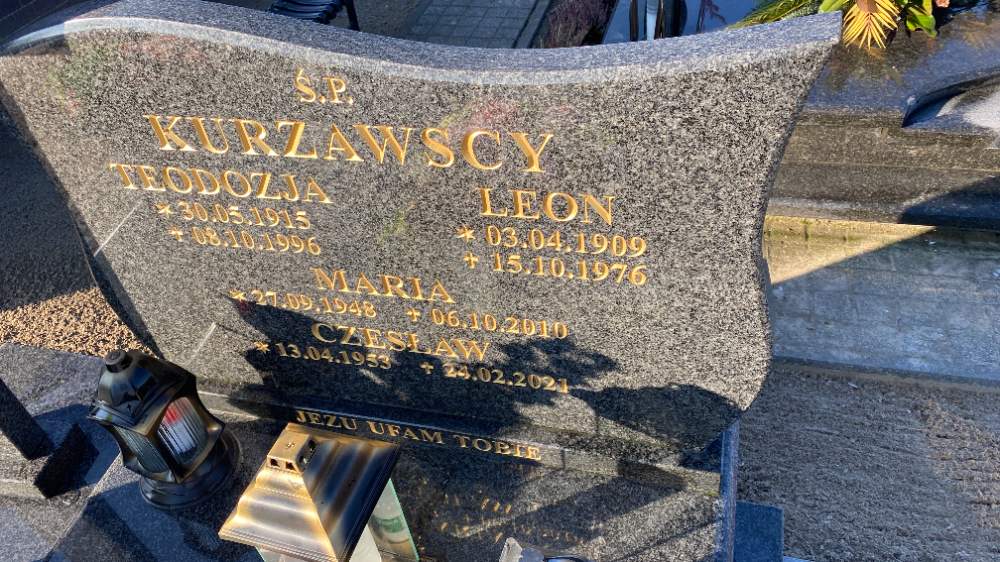 Ś.P.
KURZAWSCY
TEODOZJA
* 30.05.1915
+ 08.10.1996
LEON
* 03.04.1909
+ 15.10.1976
MARIA
* 27.09.1948 + 06.10.2010
CZESŁAW
* 13.04.1953 + 24.02.2021
JEZU UFAM TOBIE